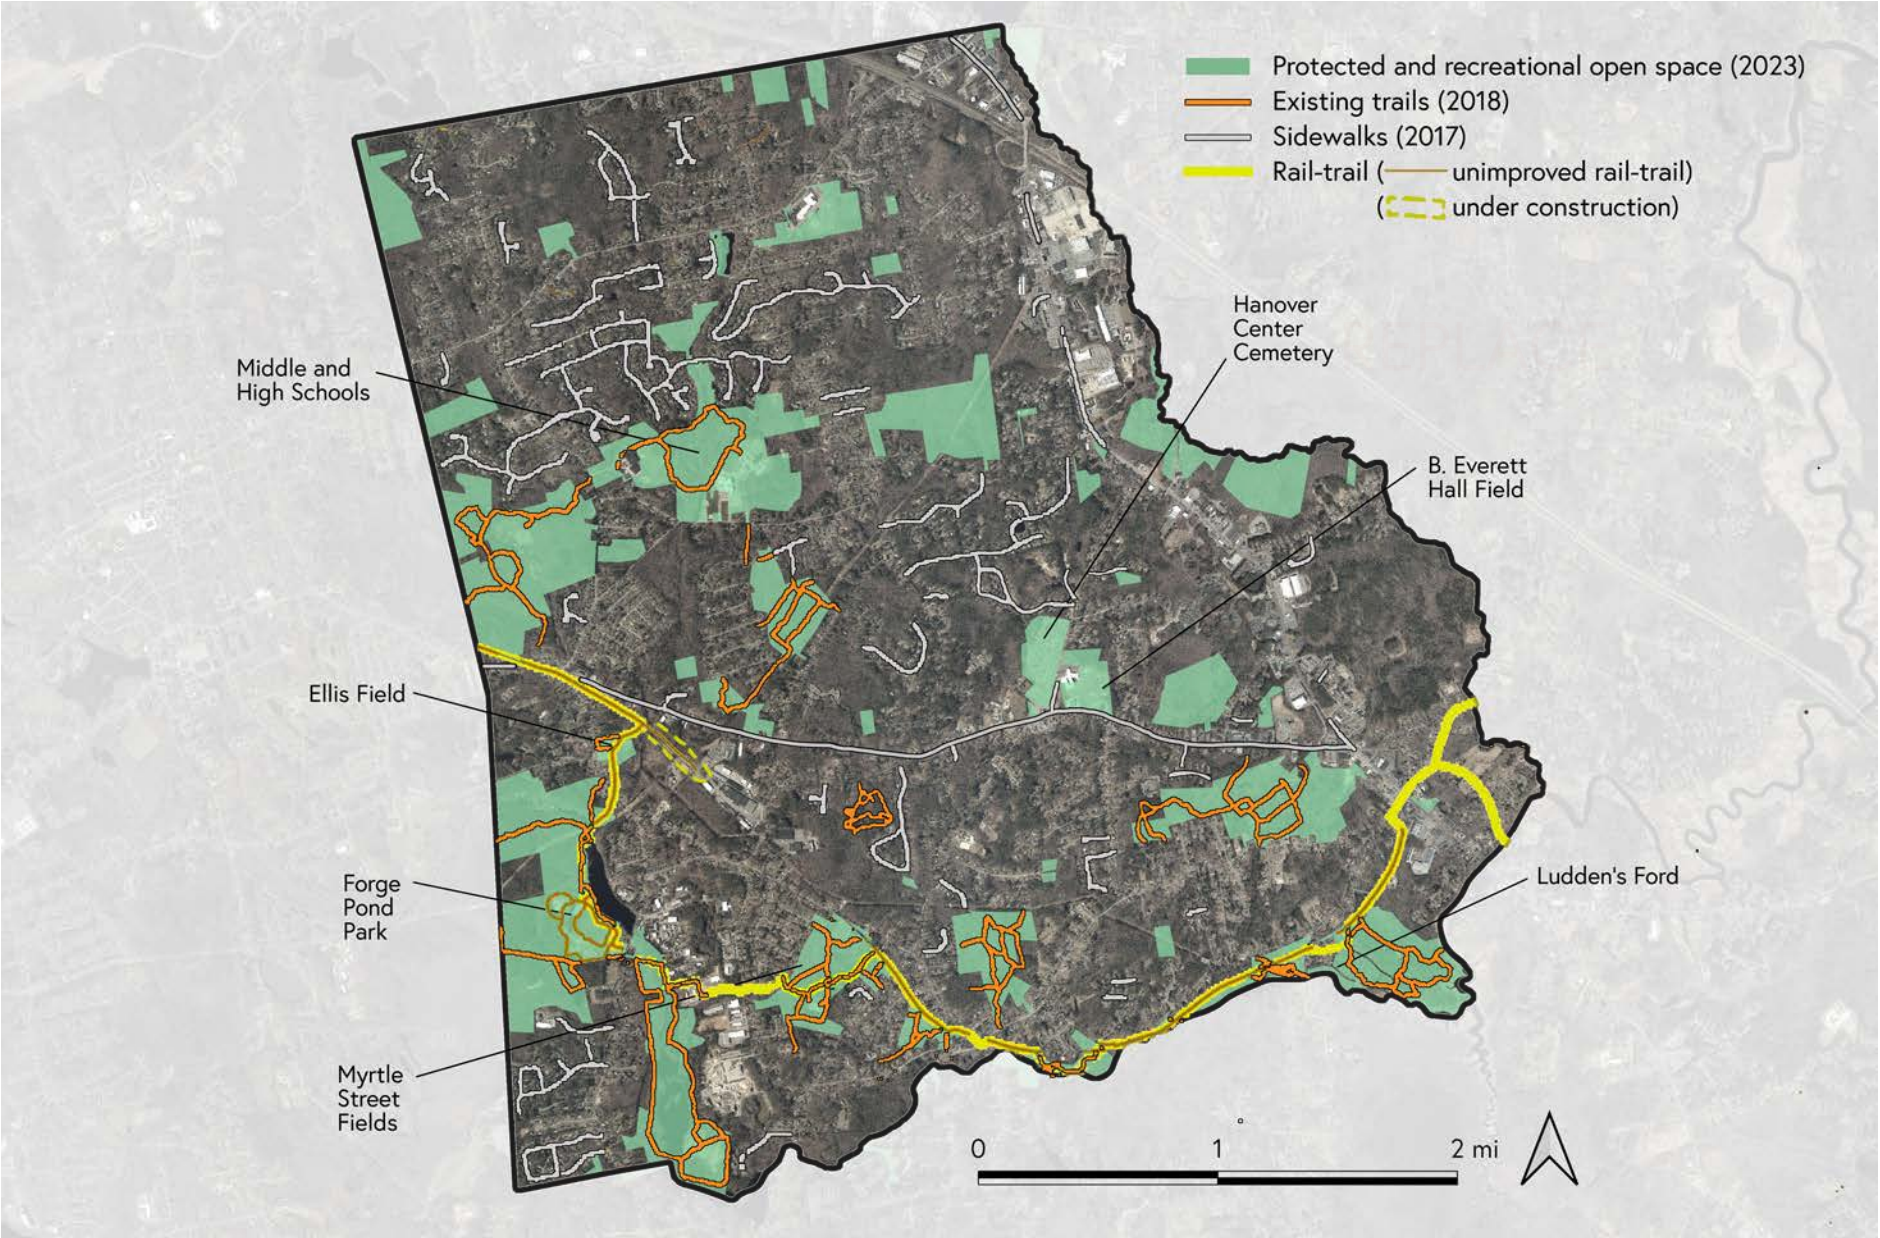 Protected and recreational open space (2023)
Existing trails (2018)
Sidewalks (2017)
Rail-trail ( unimproved rail-trail)
( under construction)
Hanover
Center
Cemetery
Middle and
High Schools
B. Everett
Hall Field
Ellis Field
Forge
Pond
Park
Ludden's Ford
Myrtle
Street
Fields
0 1 2 mi